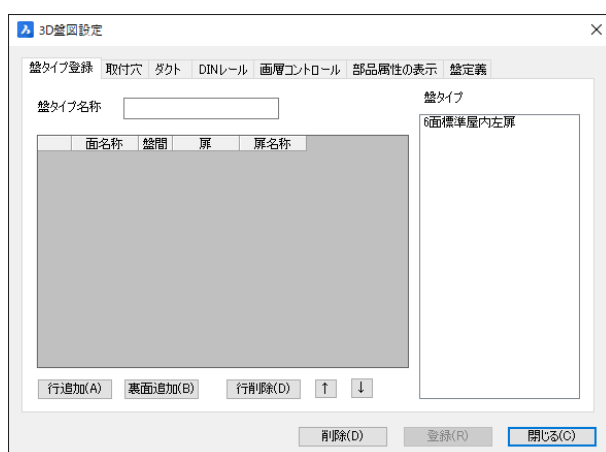 3D盤図設定
盤タイプ登録 取付穴 ダクト DINレール 画層コントロール 部品属性の表示 盤定義
盤タイプ名称
盤タイプ
6面標準屋内左扉
面名称 盤間 扉 扉名称
行追加(A) 裏面追加(B) 行削除(D) ↑ ↓
削除(D) 登録(R) 閉じる(C)